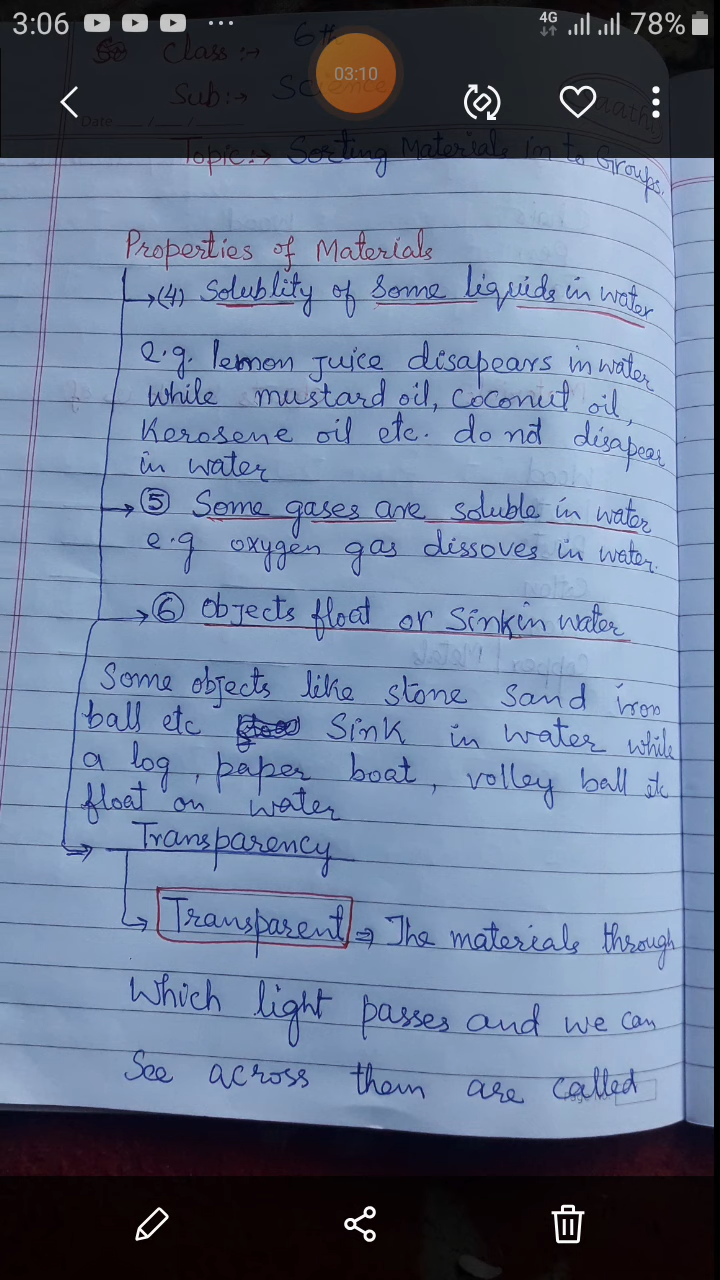 3:06
4G
78%
Class :→ 6th
03:10
Sub:→ Science
Date
Topic:→ Sorting Materials in to Groups.
Properties of Materials
→(4) Solublity of Some liquids in water
e.g. lemon juice disapears in water
while mustard oil, coconut oil,
Kerosene oil etc. do not disapear
in water
→ ⑤ Some gases are soluble in water
e.g oxygen gas dissoves in water.
→ ⑥ Objects float or Sink in water
Some objects like stone sand iron
ball etc Sink in water while
a log, paper boat, volley ball etc
float on water
→ Transparency
→ Transparent ⇒ The materials through
Which light passes and we can
See across them are called